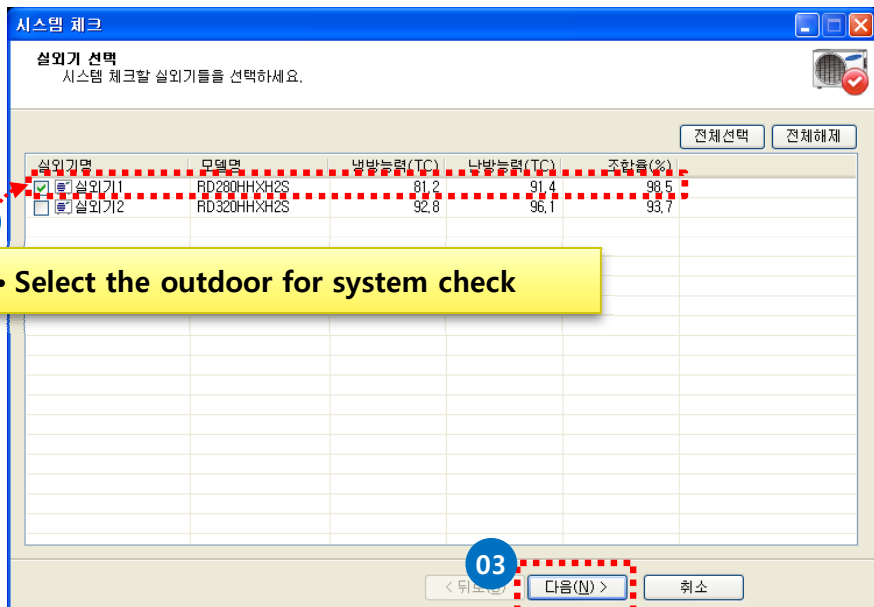 시스템 체크
실외기 선택
시스템 체크할 실외기들을 선택하세요.
전체선택 전체해제
실외기명 모델명 냉방능력(TC) 난방능력(TC) 조합율(%)
실외기1 RD280HHXH2S 81,2 91,4 98,5
실외기2 RD320HHXH2S 92,8 96,1 93,7
• Select the outdoor for system check
03
< 뒤로 다음(N) > 취소